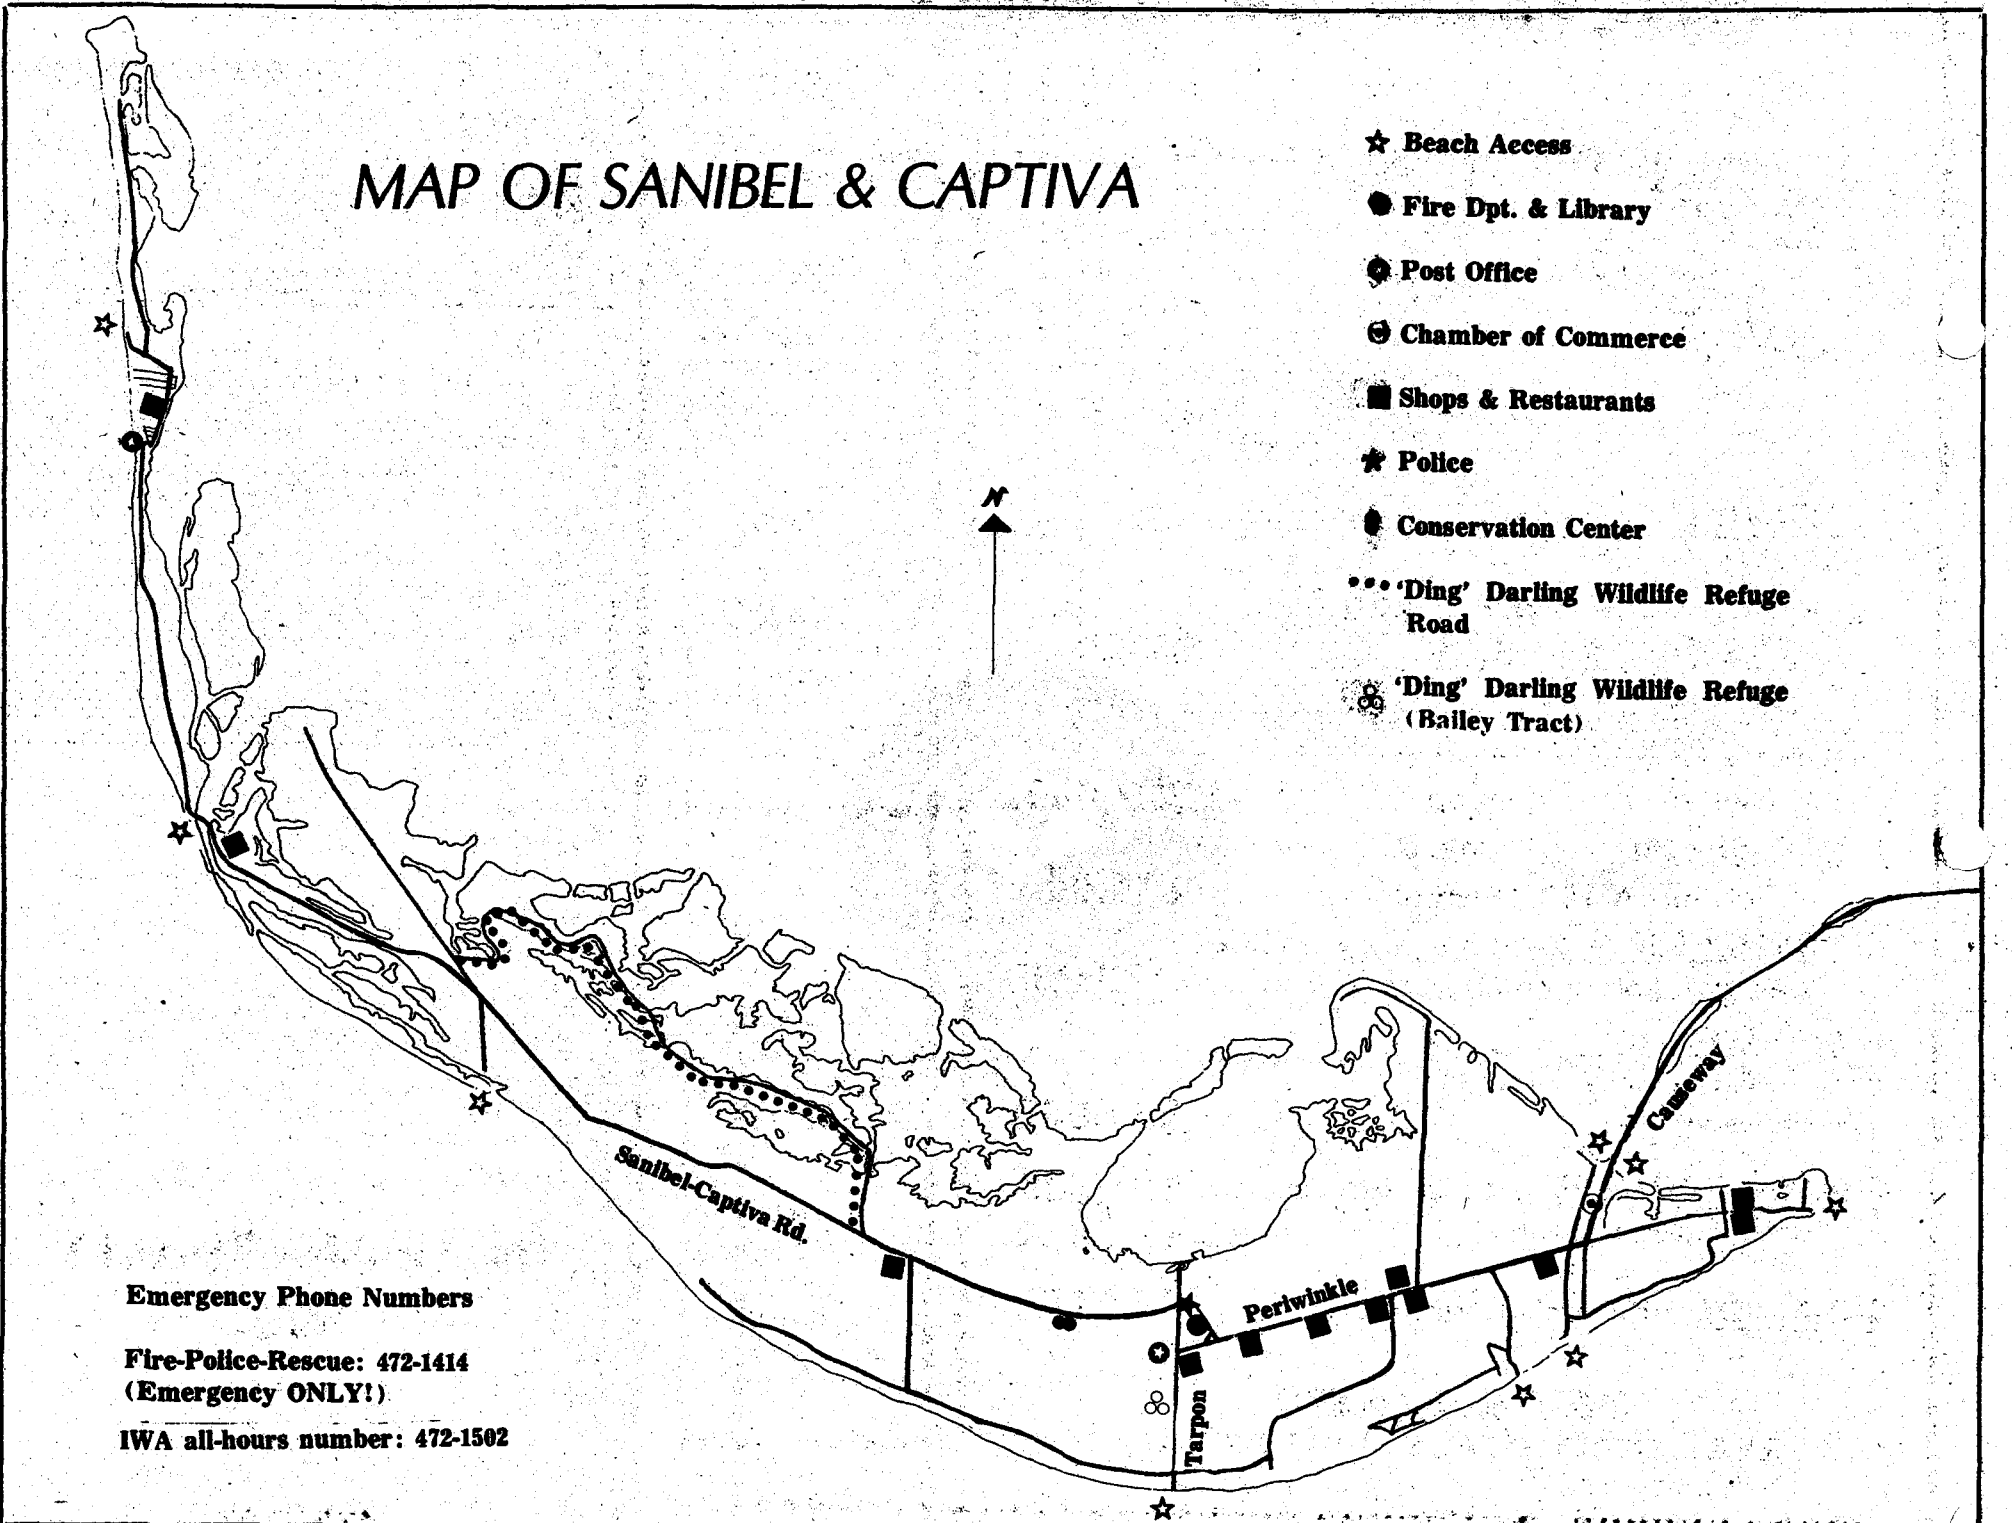 MAP OF SANIBEL & CAPTIVA
Beach Access
Fire Dpt. & Library
Post Office
Chamber of Commerce
Shops & Restaurants
Police
Conservation Center
'Ding' Darling Wildlife Refuge
Road
'Ding' Darling Wildlife Refuge
(Bailey Tract)
N
Causeway
Sanibel-Captiva Rd.
Periwinkle
Tarpon
Emergency Phone Numbers
Fire-Police-Rescue: 472-1414
(Emergency ONLY!)
IWA all-hours number: 472-1502